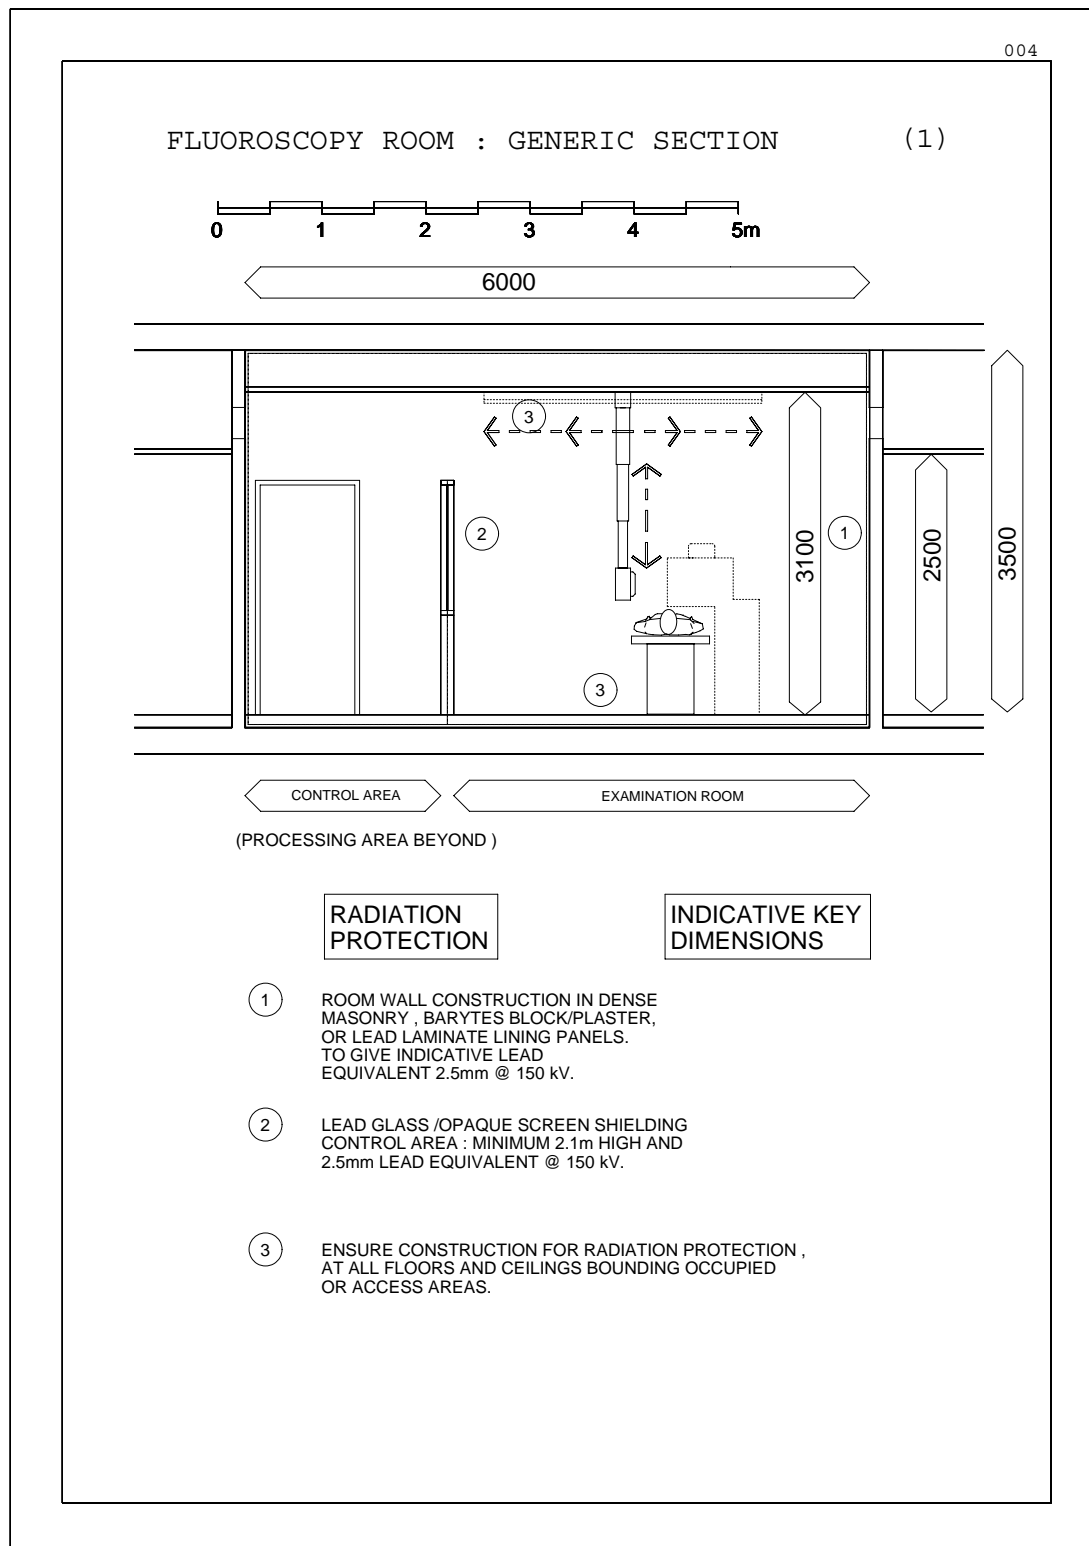 004
FLUOROSCOPY ROOM : GENERIC SECTION (1)
0 1 2 3 4 5m
6000
3
2
3100
1
2500
3500
3
CONTROL AREA
EXAMINATION ROOM
(PROCESSING AREA BEYOND )
RADIATION
PROTECTION
INDICATIVE KEY
DIMENSIONS
1
ROOM WALL CONSTRUCTION IN DENSE
MASONRY , BARYTES BLOCK/PLASTER,
OR LEAD LAMINATE LINING PANELS.
TO GIVE INDICATIVE LEAD
EQUIVALENT 2.5mm @ 150 kV.
2
LEAD GLASS /OPAQUE SCREEN SHIELDING
CONTROL AREA : MINIMUM 2.1m HIGH AND
2.5mm LEAD EQUIVALENT @ 150 kV.
3
ENSURE CONSTRUCTION FOR RADIATION PROTECTION ,
AT ALL FLOORS AND CEILINGS BOUNDING OCCUPIED
OR ACCESS AREAS.